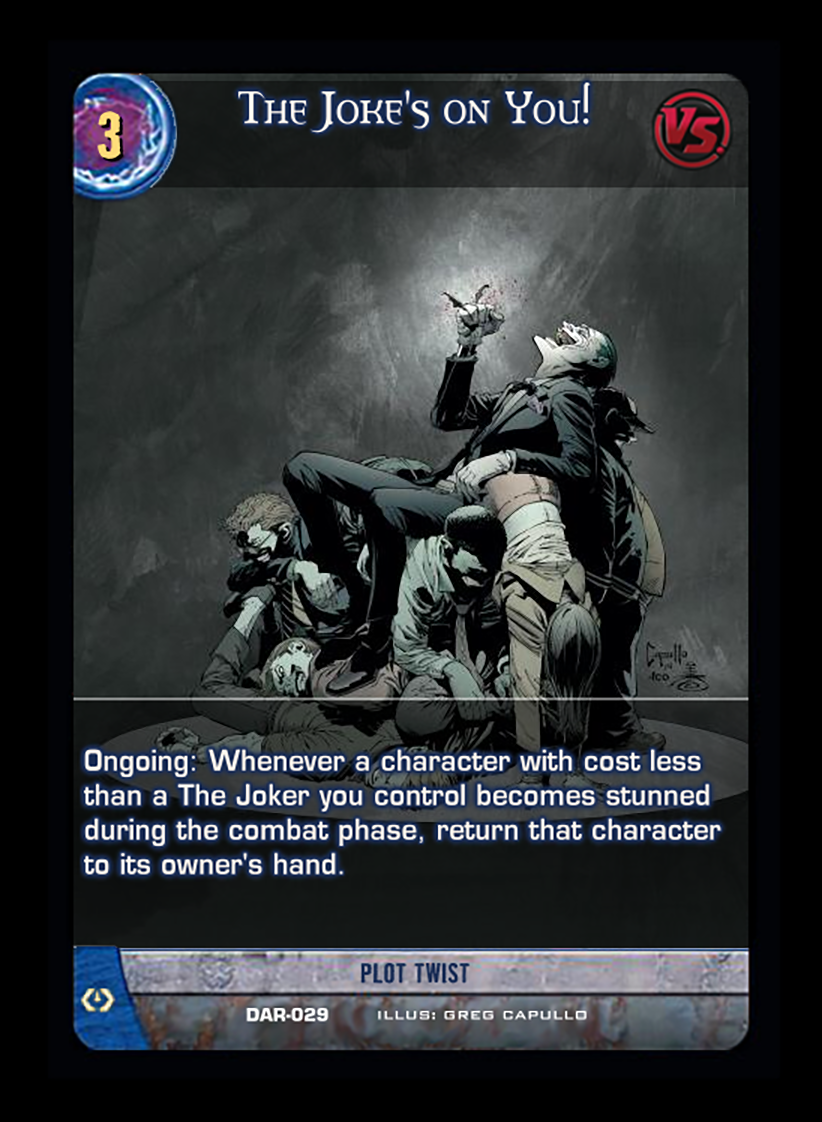 3
The Joke's on You!
VS.
Capullo
Ongoing: Whenever a character with cost less
than a The Joker you control becomes stunned
during the combat phase, return that character
to its owner's hand.
PLOT TWIST
DAR-029 ILLUS: GREG CAPULLO